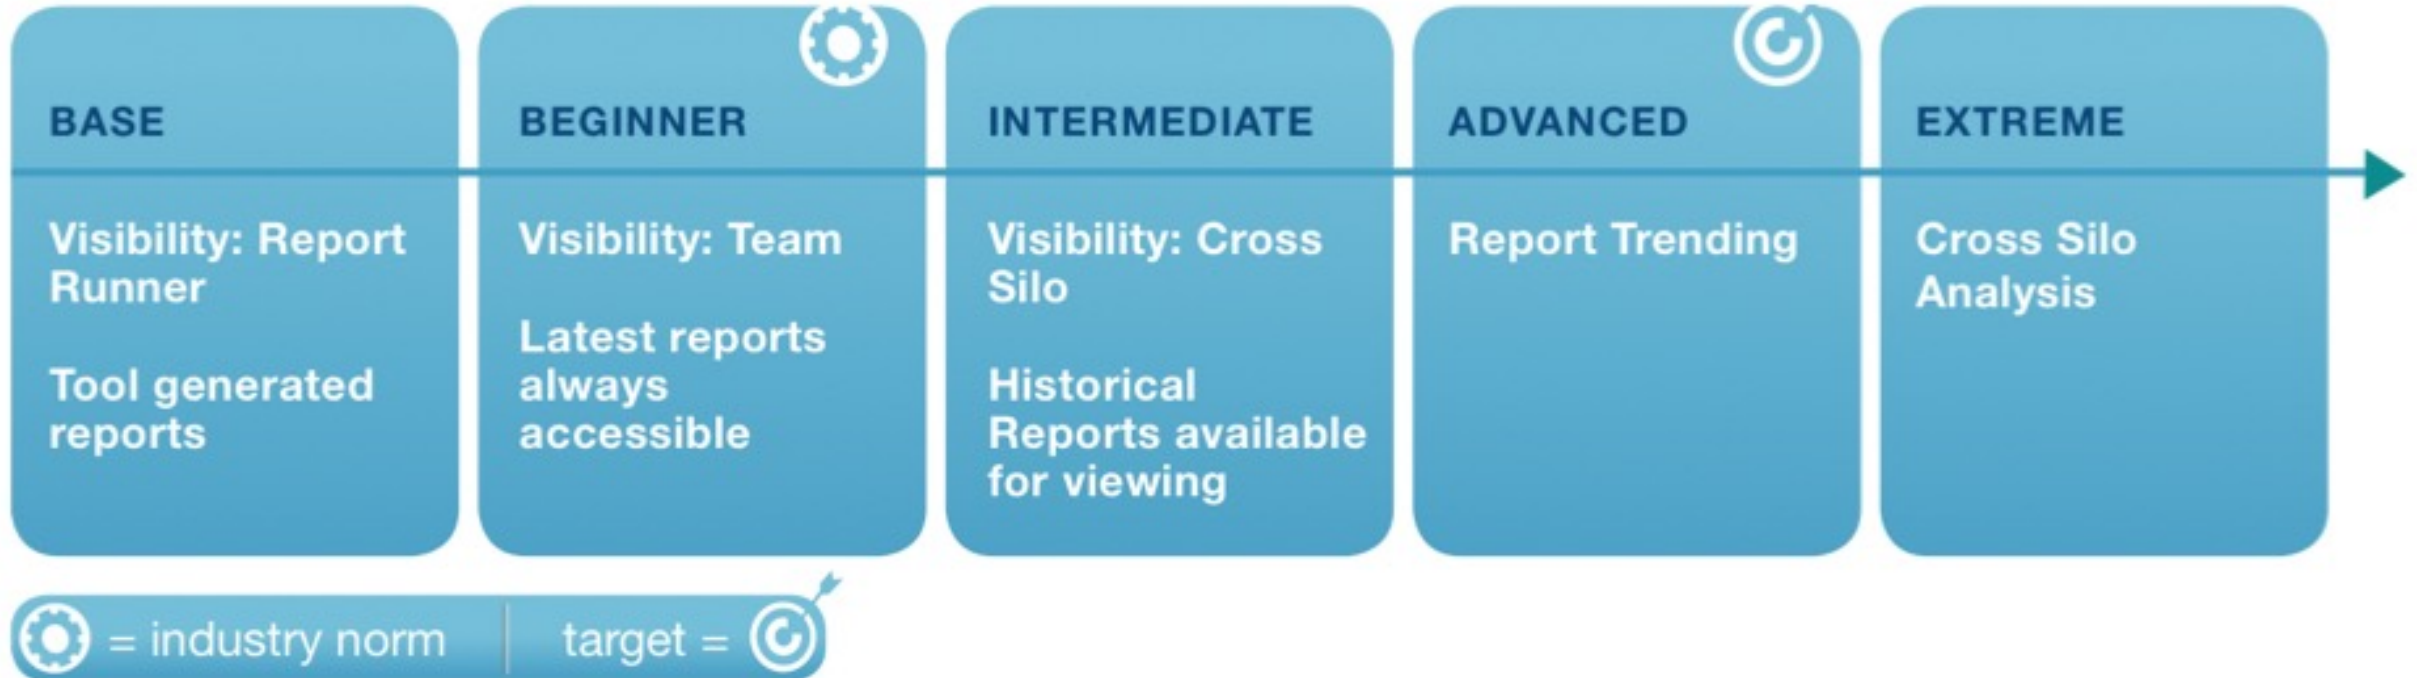 BASE
Visibility: Report
Runner
Tool generated
reports
BEGINNER
Visibility: Team
Latest reports
always
accessible
INTERMEDIATE
Visibility: Cross
Silo
Historical
Reports available
for viewing
ADVANCED
Report Trending
EXTREME
Cross Silo
Analysis
= industry norm
target =